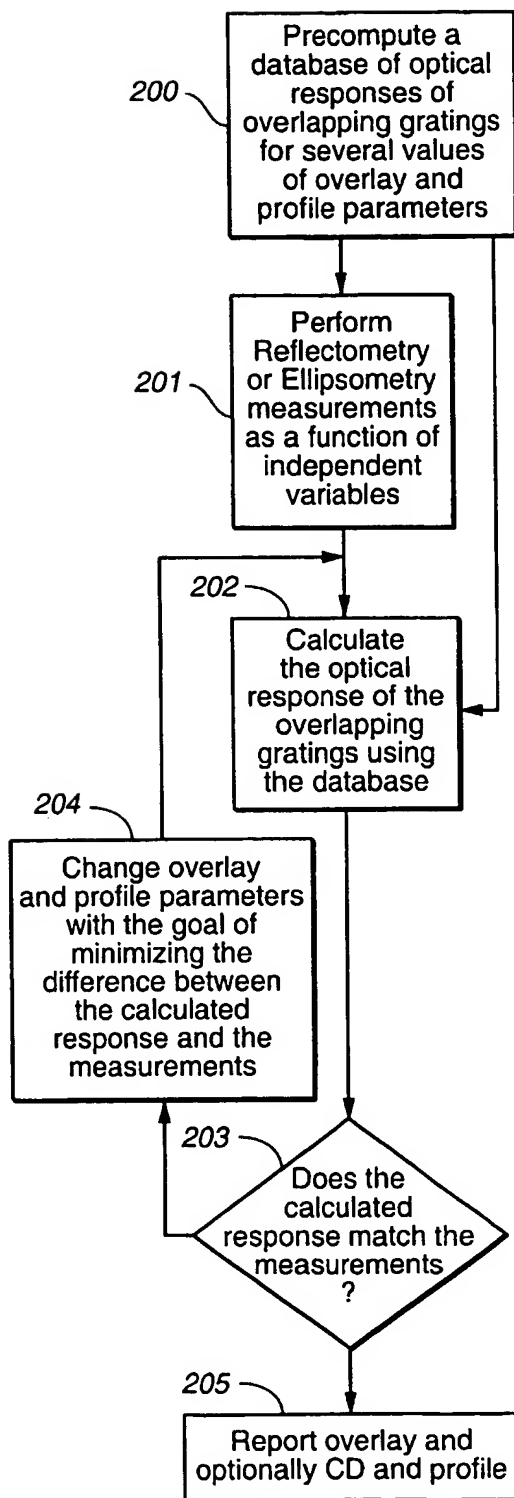 200
Precompute a
database of optical
responses of
overlapping gratings
for several values
of overlay and
profile parameters
201
Perform
Reflectometry
or Ellipsometry
measurements
as a function of
independent
variables
202
Calculate
the optical
response of the
overlapping
gratings using
the database
204
Change overlay
and profile parameters
with the goal of
minimizing the
difference between
the calculated
response and the
measurements
203
Does the
calculated
response match the
measurements
?
205
Report overlay and
optionally CD and profile